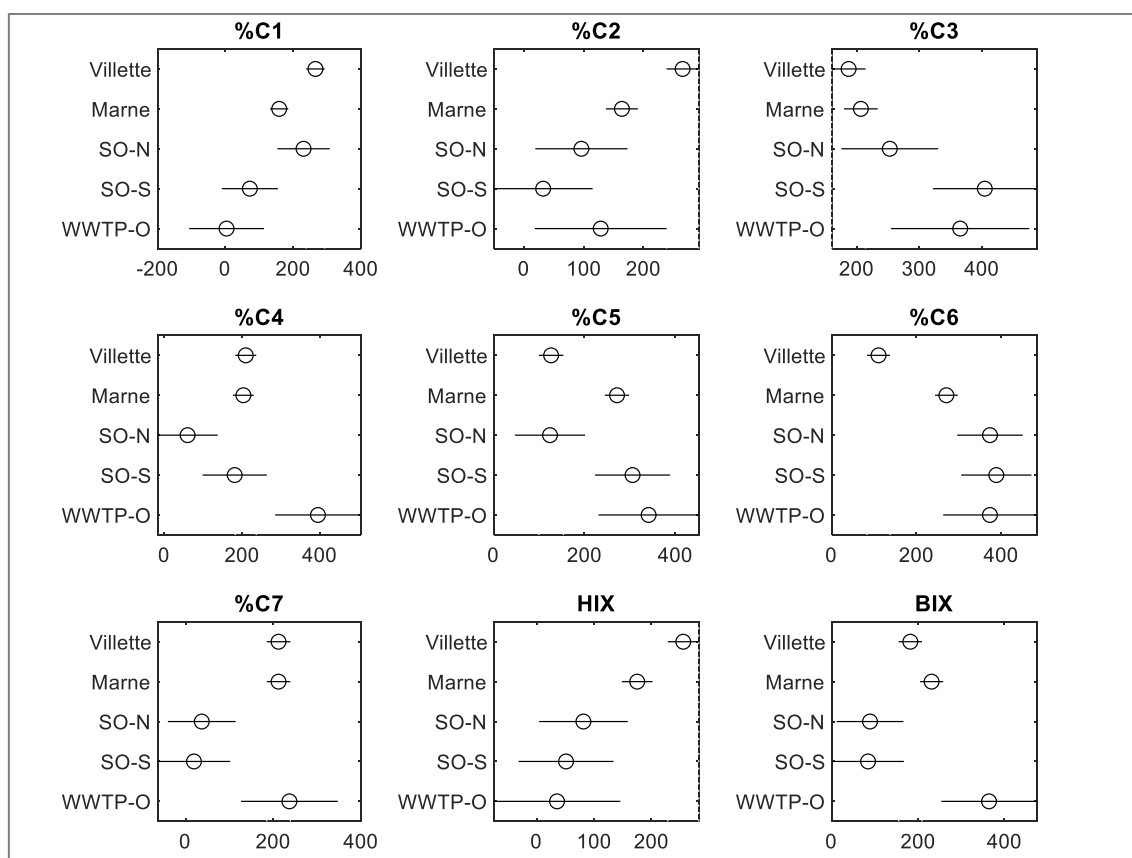 %C1 %C2 %C3
Villette Villette Villette
Marne Marne Marne
SO-N SO-N SO-N
SO-S SO-S SO-S
WWTP-O WWTP-O WWTP-O
-200 0 200 400 0 100 200 200 300 400
%C4 %C5 %C6
Villette Villette Villette
Marne Marne Marne
SO-N SO-N SO-N
SO-S SO-S SO-S
WWTP-O WWTP-O WWTP-O
0 200 400 0 200 400 0 200 400
%C7 HIX BIX
Villette Villette Villette
Marne Marne Marne
SO-N SO-N SO-N
SO-S SO-S SO-S
WWTP-O WWTP-O WWTP-O
0 200 400 0 100 200 0 200 400